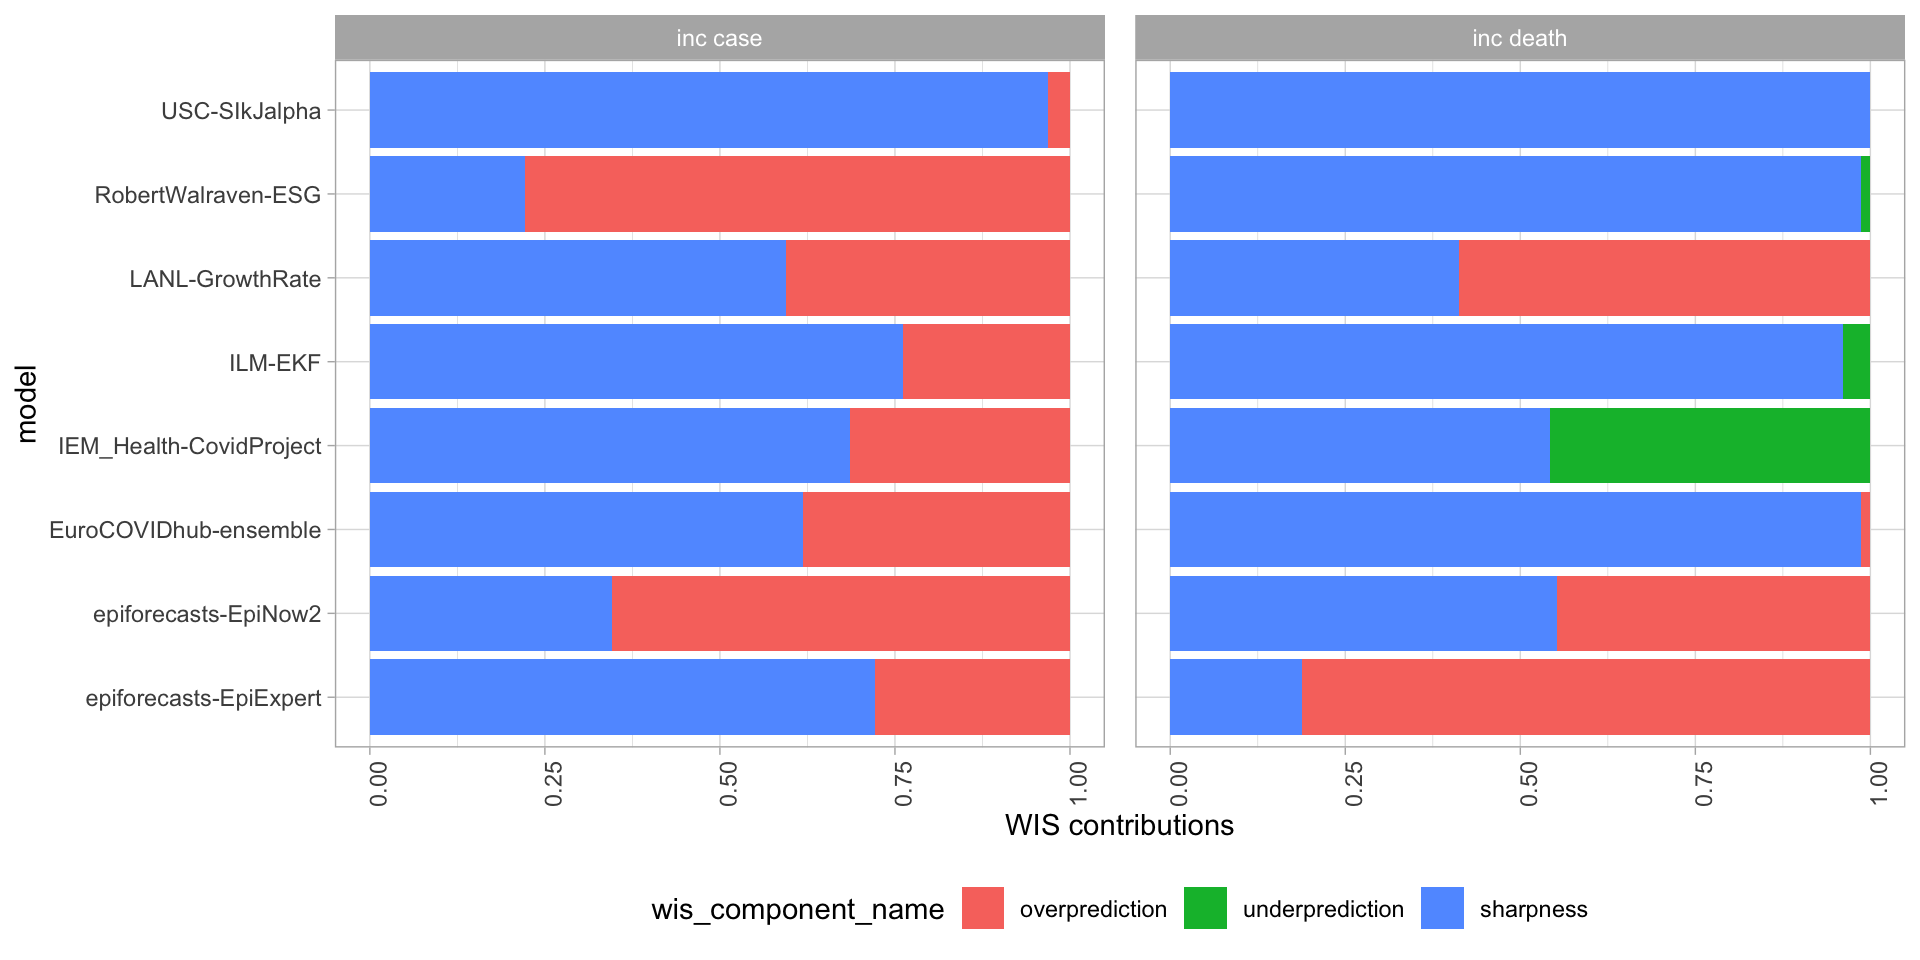 inc case
inc death
model
USC-SIkJalpha
RobertWalraven-ESG
LANL-GrowthRate
ILM-EKF
IEM_Health-CovidProject
EuroCOVIDhub-ensemble
epiforecasts-EpiNow2
epiforecasts-EpiExpert
0.00 0.25 0.50 0.75 1.00
0.00 0.25 0.50 0.75 1.00
WIS contributions
wis_component_name overprediction underprediction sharpness